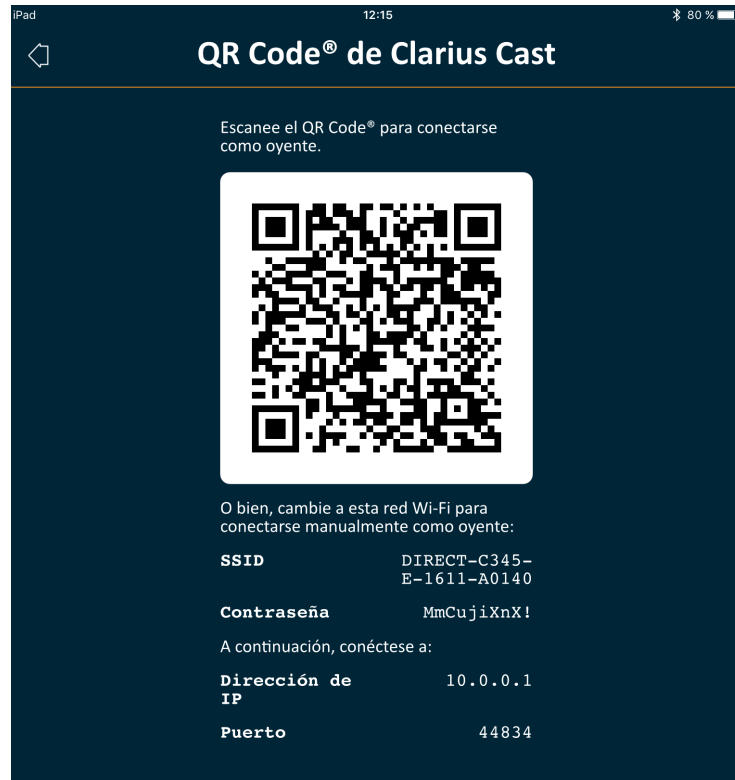 iPad 12:15 80 %
QR Code® de Clarius Cast
Escanee el QR Code® para conectarse
como oyente.
O bien, cambie a esta red Wi-Fi para
conectarse manualmente como oyente:
SSID DIRECT-C345-
E-1611-A0140
Contraseña MmCujiXnX!
A continuación, conéctese a:
Dirección de 10.0.0.1
IP
Puerto 44834